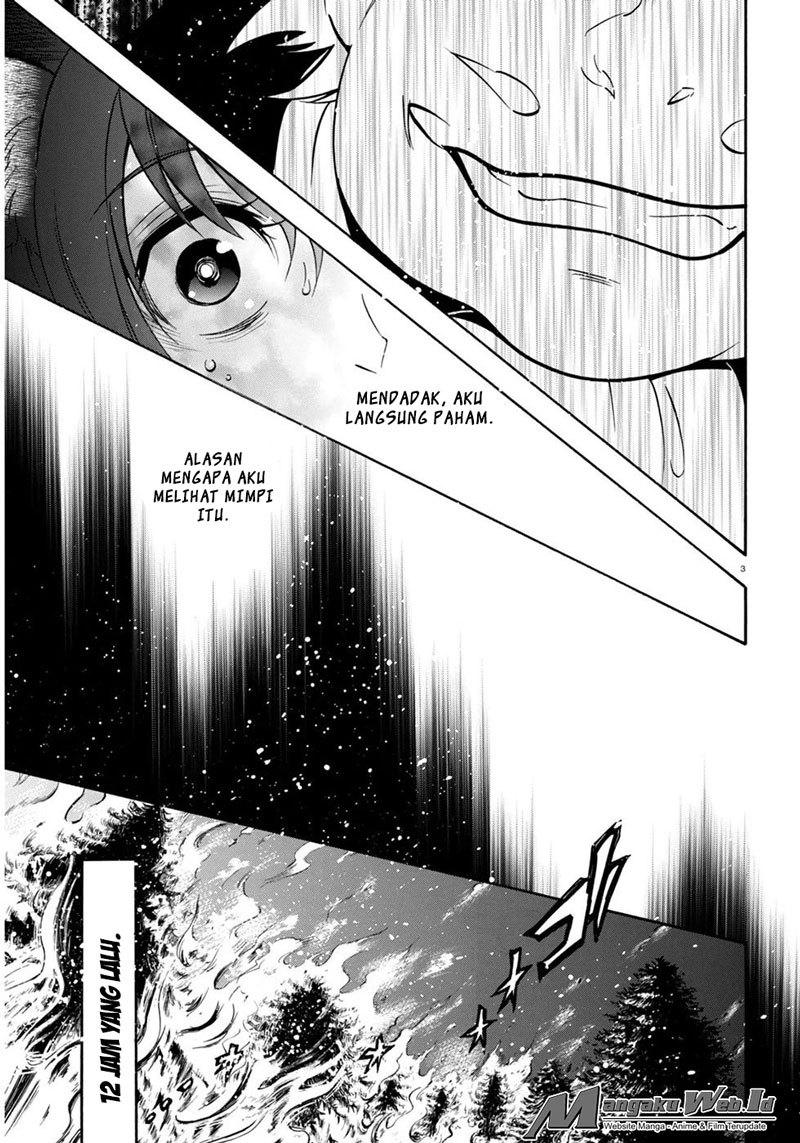 MENDADAK, AKU
LANGSUNG PAHAM.
ALASAN
MENGAPA AKU
MELIHAT MIMPI
ITU.
3
12 JAM YANG LALU.
Mangaku.Web.Id
Website Manga - Anime & Film Terupdate